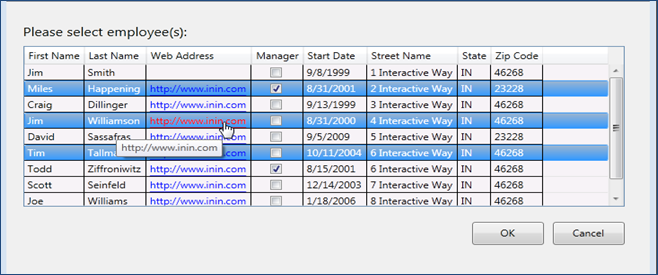 Please select employee(s):
First Name Last Name Web Address Manager Start Date Street Name State Zip Code
Jim Smith 9/8/1999 1 Interactive Way IN 46268
Miles Happening http://www.inin.com 8/31/2001 2 Interactive Way IN 23228
Craig Dillinger http://www.inin.com 9/13/1999 3 Interactive Way IN 46268
Jim Williamson http://www.inin.com 8/31/2000 4 Interactive Way IN 46268
David Sassafras http://www.inin.com 9/5/2009 5 Interactive Way IN 23228
Tim 10/11/2004 6 Interactive Way IN 46268
http://www.inin.com
Todd Ziffroniwitz http://www.inin.com 8/15/2001 6 Interactive Way IN 46268
Scott Seinfeld http://www.inin.com 12/14/2003 7 Interactive Way IN 46268
Joe Williams http://www.inin.com 1/18/2006 8 Interactive Way IN 46268
OK Cancel